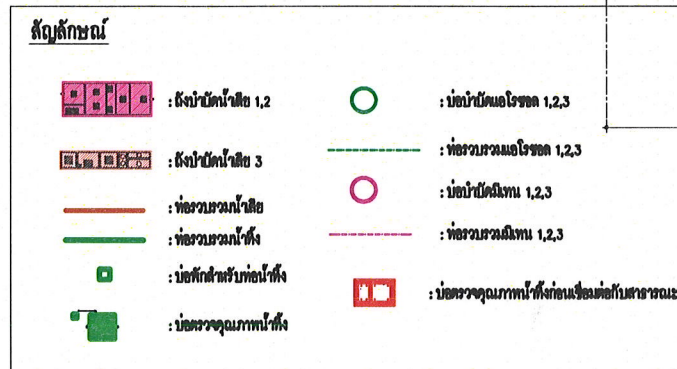 สัญลักษณ์
: ถังบำบัดน้ำเสีย 1,2
: ถังบำบัดน้ำเสีย 3
: ท่อรวบรวมน้ำเสีย
: ท่อรวบรวมน้ำทิ้ง
: บ่อพักสำหรับท่อน้ำทิ้ง
: บ่อตรวจคุณภาพน้ำทิ้ง
: บ่อบำบัดแอโรซอล 1,2,3
: ท่อรวบรวมแอโรซอล 1,2,3
: บ่อบำบัดมีเทน 1,2,3
: ท่อรวบรวมมีเทน 1,2,3
: บ่อตรวจคุณภาพน้ำทิ้งก่อนเชื่อมต่อกับสาธารณะ